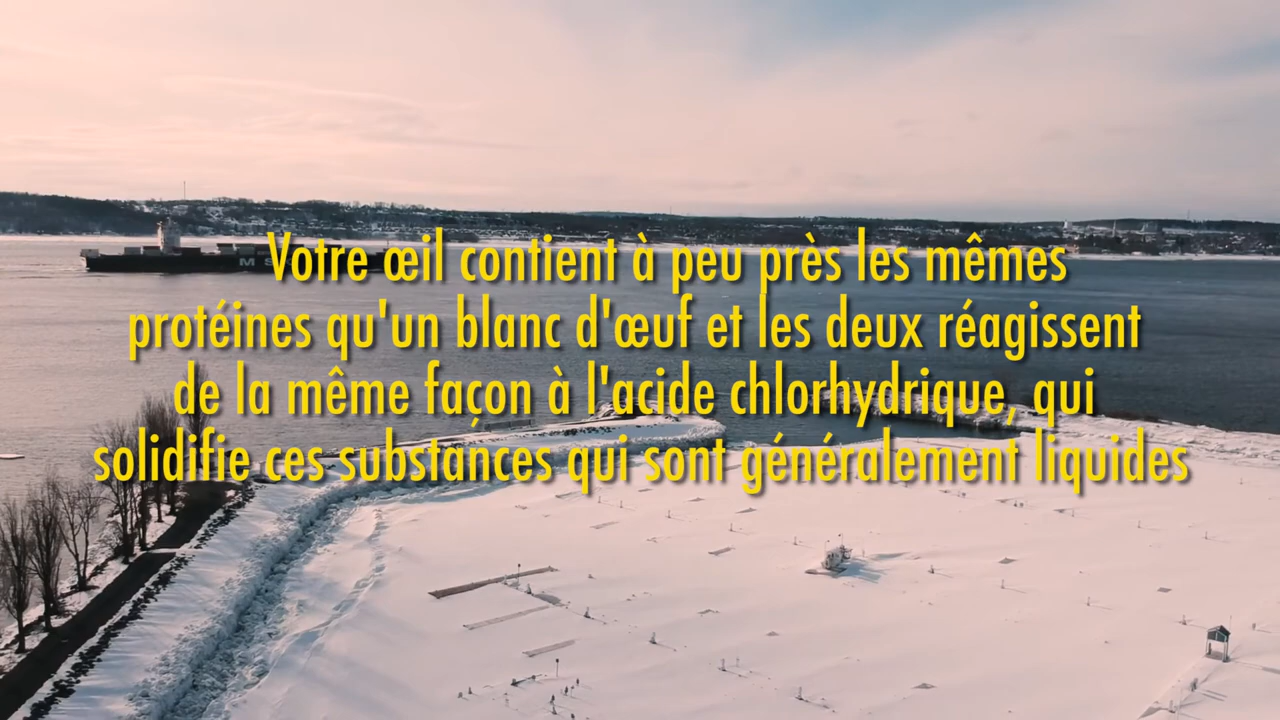 Votre œil contient à peu près les mêmes
protéines qu'un blanc d'œuf et les deux réagissent
de la même façon à l'acide chlorhydrique, qui
solidifie ces substances qui sont généralement liquides